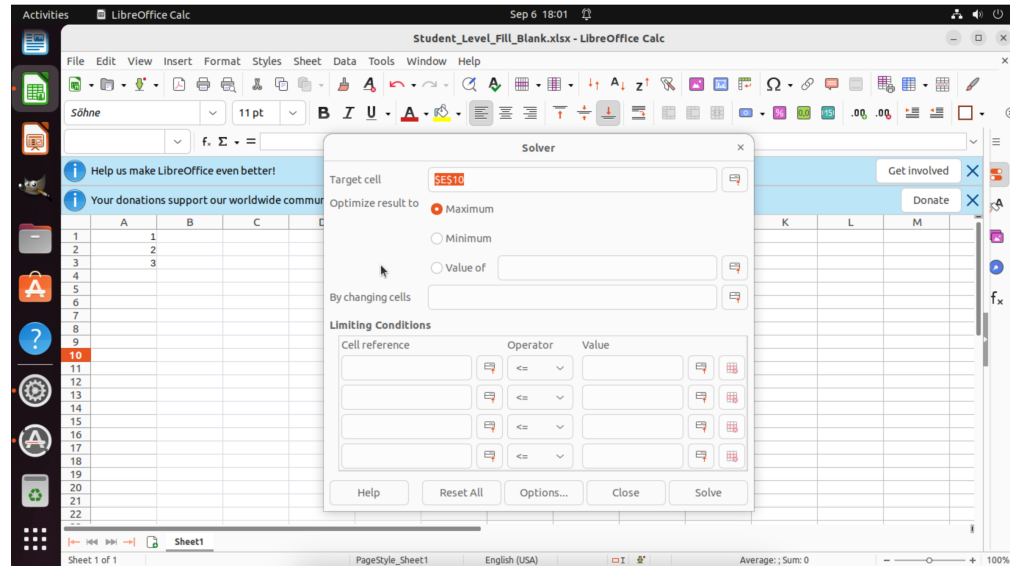 Activities LibreOffice Calc Sep 6 18:01
Student_Level_Fill_Blank.xlsx - LibreOffice Calc
File Edit View Insert Format Styles Sheet Data Tools Window Help
Söhne 11 pt B I U A .00 .00
fx Σ =
Help us make LibreOffice even better! Get involved
Your donations support our worldwide commun Donate
A B C D K L M
1 1
2 2
3 3
4
5
6
7
8
9
10
11
12
13
14
15
16
17
18
19
20
21
22
Solver
Target cell $E$10
Optimize result to Maximum
Minimum
Value of
By changing cells
Limiting Conditions
Cell reference Operator Value
<=
<=
<=
<=
Help Reset All Options... Close Solve
Sheet1
Sheet 1 of 1 PageStyle_Sheet1 English (USA) Average: ; Sum: 0 100%